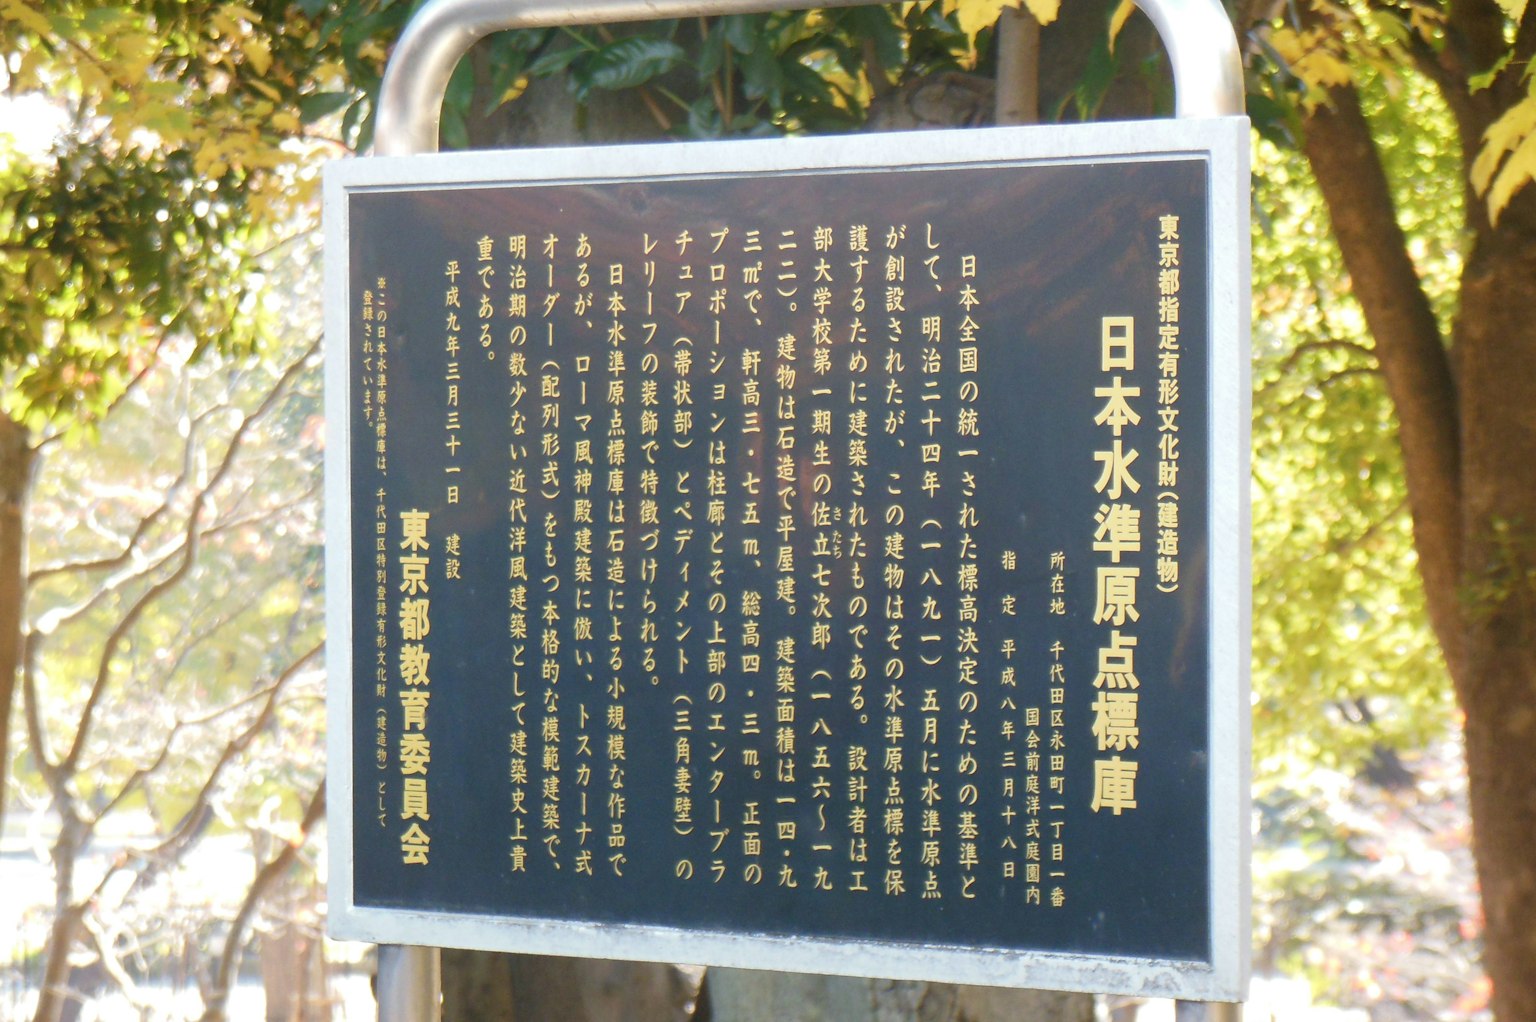 東京都指定有形文化財（建造物）
日本水準原点標庫
所在地　千代田区永田町一丁目一番
国会前庭洋式庭園内
指　定　平成八年三月十八日
日本全国の統一された標高決定のための基準と
して、明治二十四年（一八九一）五月に水準原点
が創設されたが、この建物はその水準原点標を保
護するために建築されたものである。設計者は工
部大学校第一期生の佐立七次郎（一八五六〜一九
さたち
二二）。建物は石造で平屋建。建築面積は一四・九
三㎡で、軒高三・七五ｍ、総高四・三ｍ。正面の
プロポーションは柱廊とその上部のエンターブラ
チュア（帯状部）とペディメント（三角妻壁）の
レリーフの装飾で特徴づけられる。
日本水準原点標庫は石造による小規模な作品で
あるが、ローマ風神殿建築に倣い、トスカーナ式
オーダー（配列形式）をもつ本格的な模範建築で、
明治期の数少ない近代洋風建築として建築史上貴
重である。
平成九年三月三十一日　建設
東京都教育委員会
※この日本水準原点標庫は、千代田区特別登録有形文化財（建造物）として
登録されています。